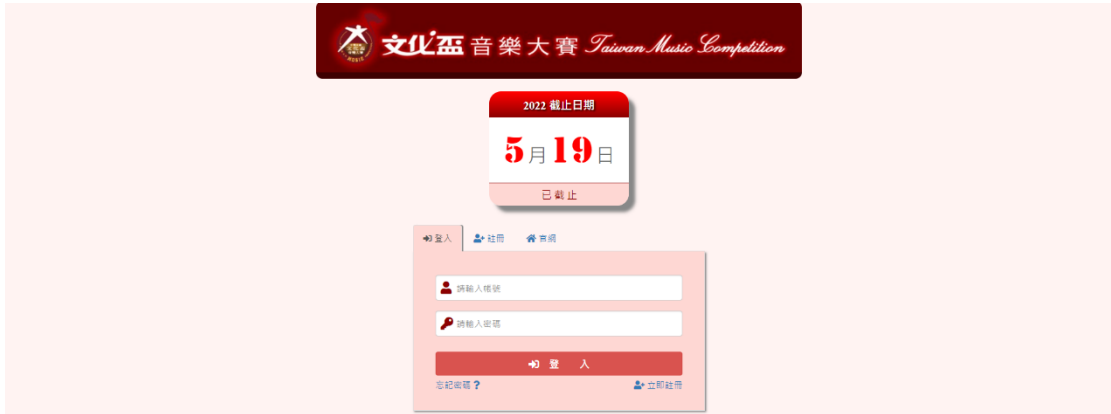 文化盃 音樂大賽 Taiwan Music Competition
2022 截止日期
5月19日
已截止
登入 註冊 官網
請輸入帳號
請輸入密碼
登 入
忘記密碼? 立即註冊